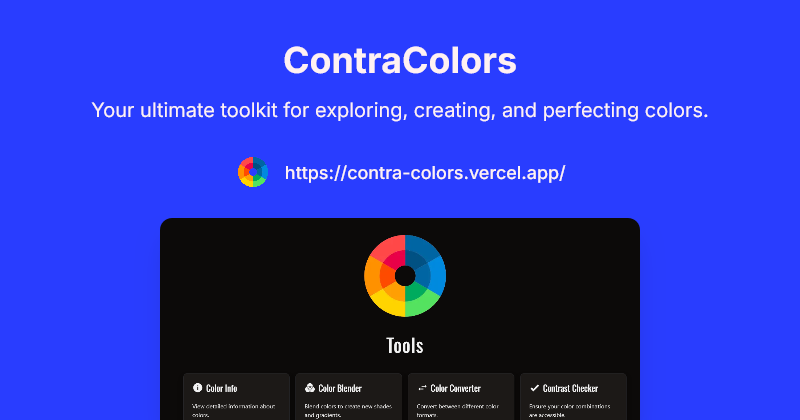 ContraColors
Your ultimate toolkit for exploring, creating, and perfecting colors.
https://contra-colors.vercel.app/
Tools
Color Info
View detailed information about
colors.
Color Blender
Blend colors to create new shades
and gradients.
Color Converter
Convert between different color
formats.
Contrast Checker
Ensure your color combinations
are accessible.